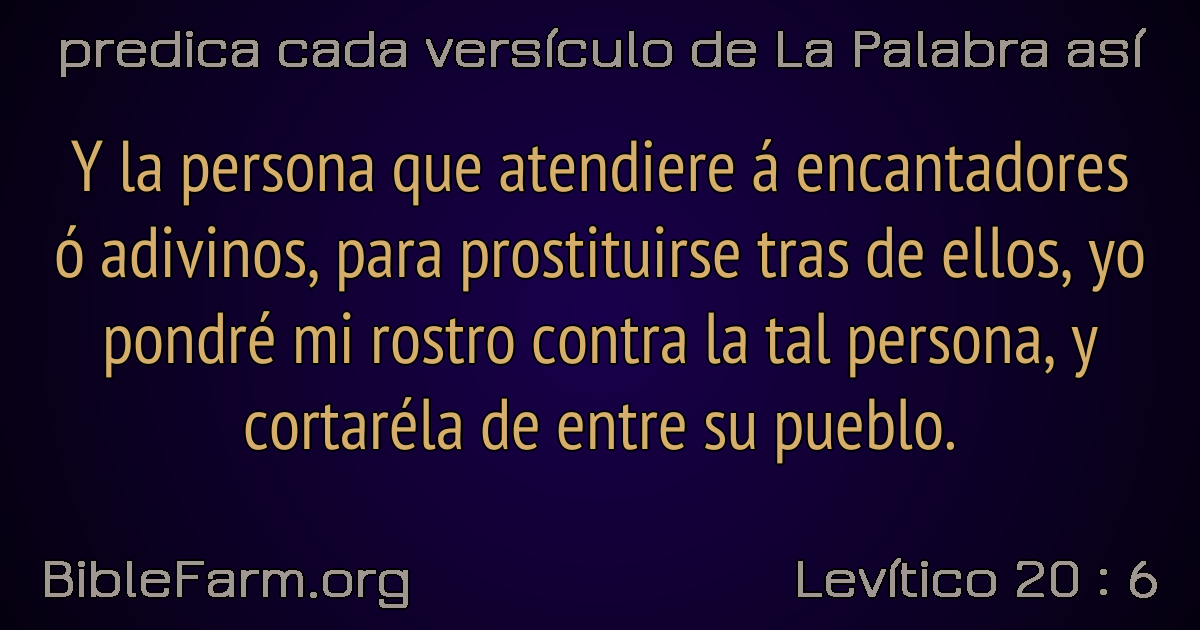 predica cada versículo de La Palabra así
Y la persona que atendiere á encantadores
ó adivinos, para prostituirse tras de ellos, yo
pondré mi rostro contra la tal persona, y
cortaréla de entre su pueblo.
BibleFarm.org
Levítico 20 : 6